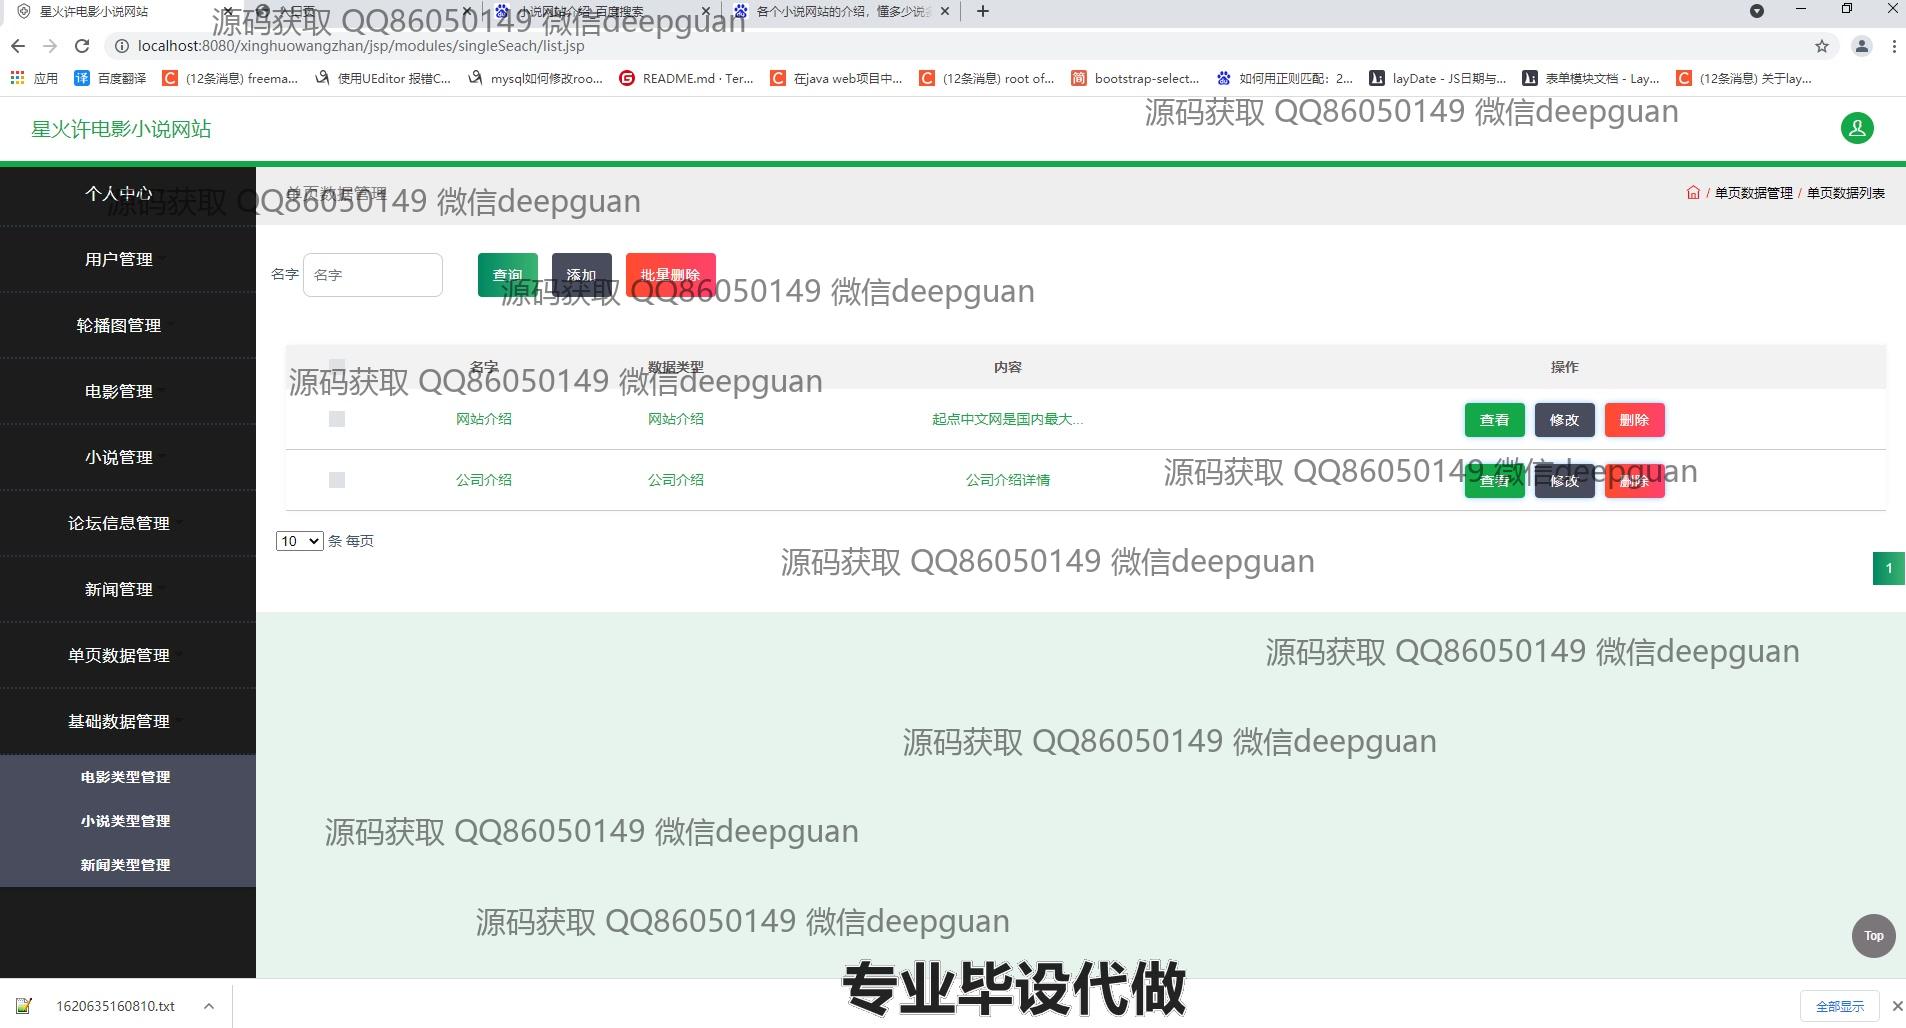 星火许电影小说网站
小说网站介绍_百度搜索
各个小说网站的介绍，懂多少说多
源码获取 QQ86050149 微信deepguan
localhost:8080/xinghuowangzhan/jsp/modules/singleSeach/list.jsp
应用 百度翻译 (12条消息) freema... 使用UEditor 报错C... mysql如何修改roo... README.md · Ter... 在java web项目中... (12条消息) root of... bootstrap-select... 如何用正则匹配：2... layDate - JS日期与... 表单模块文档 - Lay... (12条消息) 关于lay...
源码获取 QQ86050149 微信deepguan
星火许电影小说网站
个人中心
单页数据管理
源码获取 QQ86050149 微信deepguan
/ 单页数据管理 / 单页数据列表
用户管理
轮播图管理
电影管理
小说管理
论坛信息管理
新闻管理
单页数据管理
基础数据管理
电影类型管理
小说类型管理
新闻类型管理
名字 名字 查询 添加 批量删除
源码获取 QQ86050149 微信deepguan
名字 数据类型 内容 操作
源码获取 QQ86050149 微信deepguan
网站介绍 网站介绍 起点中文网是国内最大... 查看 修改 删除
公司介绍 公司介绍 公司介绍详情 查看 修改 删除
源码获取 QQ86050149 微信deepguan
10 条 每页
源码获取 QQ86050149 微信deepguan
1
源码获取 QQ86050149 微信deepguan
源码获取 QQ86050149 微信deepguan
源码获取 QQ86050149 微信deepguan
源码获取 QQ86050149 微信deepguan
Top
专业毕设代做
1620635160810.txt
全部显示